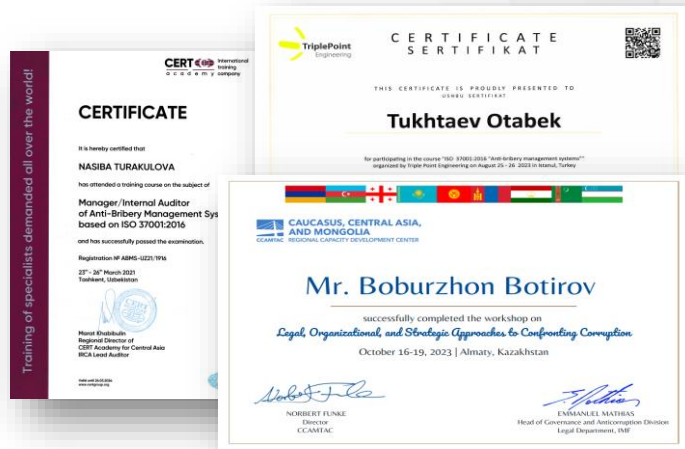 Training of specialists demanded all over the world!
CERT
academy
International
training
company
CERTIFICATE
It is hereby certified that
NASIBA TURAKULOVA
has attended a training course on the subject of
Manager/Internal Auditor
of Anti-Bribery Management Sys
based on ISO 37001:2016
and has successfully passed the examination.
Registration № ABMS-UZ21/1916
23rd - 26th March 2021
Tashkent, Uzbekistan
Marat Khabibulin
Regional Director of
CERT Academy for Central Asia
IRCA Lead Auditor
TriplePoint
Engineering
CERTIFICATE
SERTIFIKAT
THIS CERTIFICATE IS PROUDLY PRESENTED TO
USHBU SERTIFIKAT
Tukhtaev Otabek
for participating in the course "ISO 37001:2016 "Anti-bribery management systems""
organized by Triple Point Engineering on August 25 - 26 2023 in Istanul, Turkey
CCAMTAC
CAUCASUS, CENTRAL ASIA,
AND MONGOLIA
REGIONAL CAPACITY DEVELOPMENT CENTER
Mr. Boburzhon Botirov
successfully completed the workshop on
Legal, Organizational, and Strategic Approaches to Confronting Corruption
October 16-19, 2023 | Almaty, Kazakhstan
NORBERT FUNKE
Director
CCAMTAC
EMMANUEL MATHIAS
Head of Governance and Anticorruption Division
Legal Department, IMF